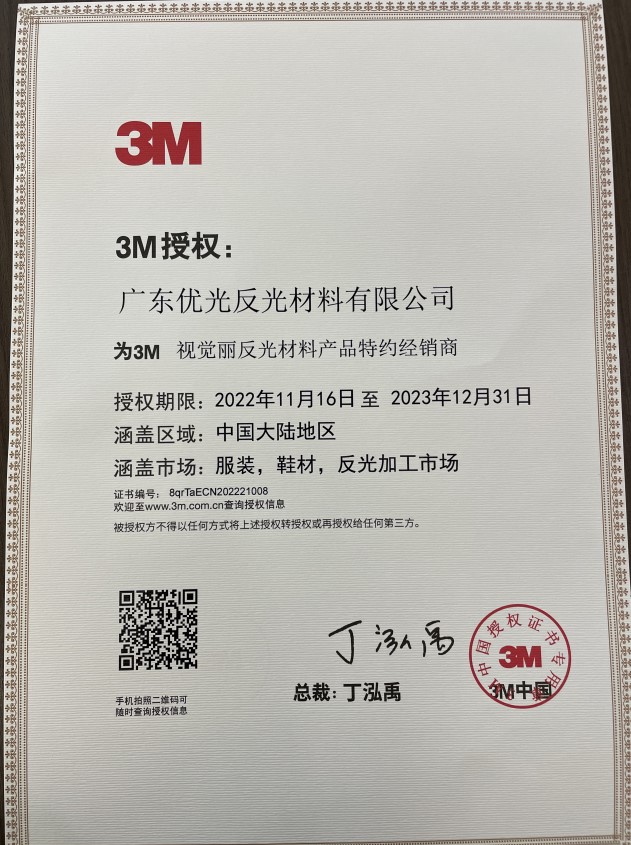 3M
3M授权：
广东优光反光材料有限公司
为3M 视觉丽反光材料产品特约经销商
授权期限：2022年11月16日 至 2023年12月31日
涵盖区域：中国大陆地区
涵盖市场：服装，鞋材，反光加工市场
证书编号： 8qrTaECN202221008
欢迎至www.3m.com.cn查询授权信息
被授权方不得以任何方式将上述授权转授权或再授权给任何第三方。
手机拍照二维码可
随时查询授权信息
丁泓禹
总裁：丁泓禹
中国授权证书专用章
3M
3M中国